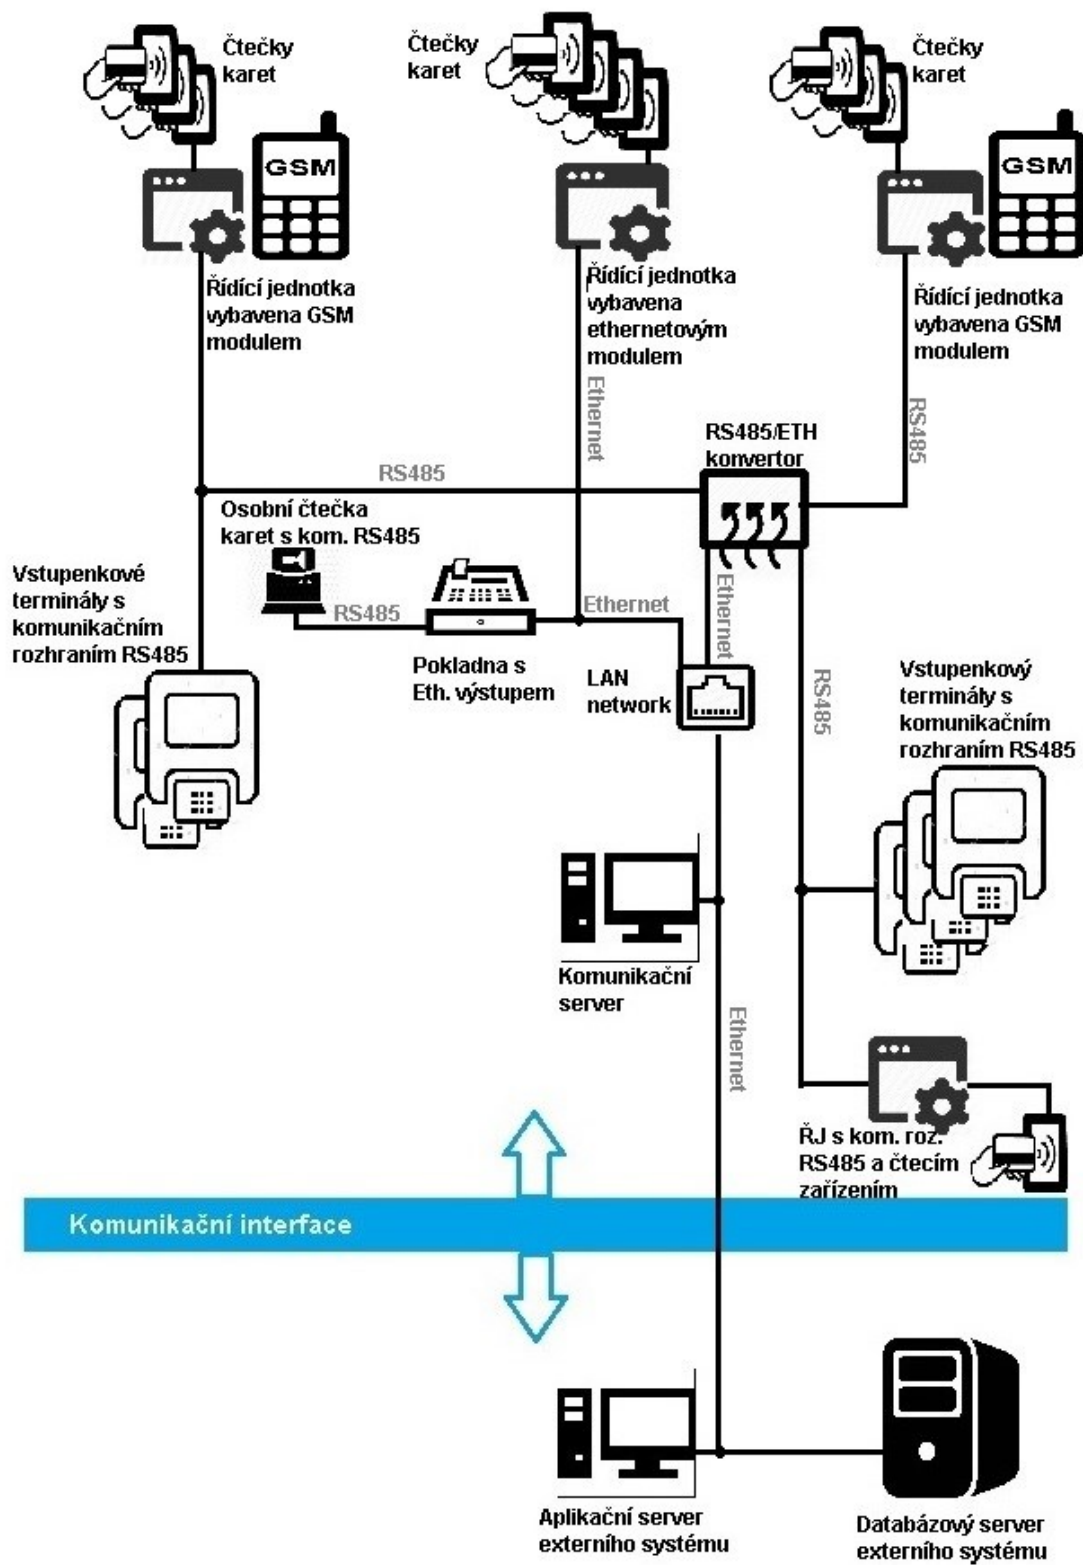 Čtečky
karet
Čtečky
karet
Čtečky
karet
GSM
GSM
Řídící jednotka
vybavena GSM
modulem
Řídící jednotka
vybavena
ethernetovým
modulem
Řídící jednotka
vybavena GSM
modulem
Ethernet
RS485
RS485/ETH
konvertor
RS485
Osobní čtečka
karet s kom. RS485
Vstupenkové
terminály s
komunikačním
rozhraním RS485
RS485
Ethernet
Ethernet
Pokladna s
Eth. výstupem
LAN
network
RS485
Vstupenkový
terminály s
komunikačním
rozhraním RS485
Komunikační
server
Ethernet
ŘJ s kom. roz.
RS485 a čtecím
zařízením
Komunikační interface
Aplikační server
externího systému
Databázový server
externího systému